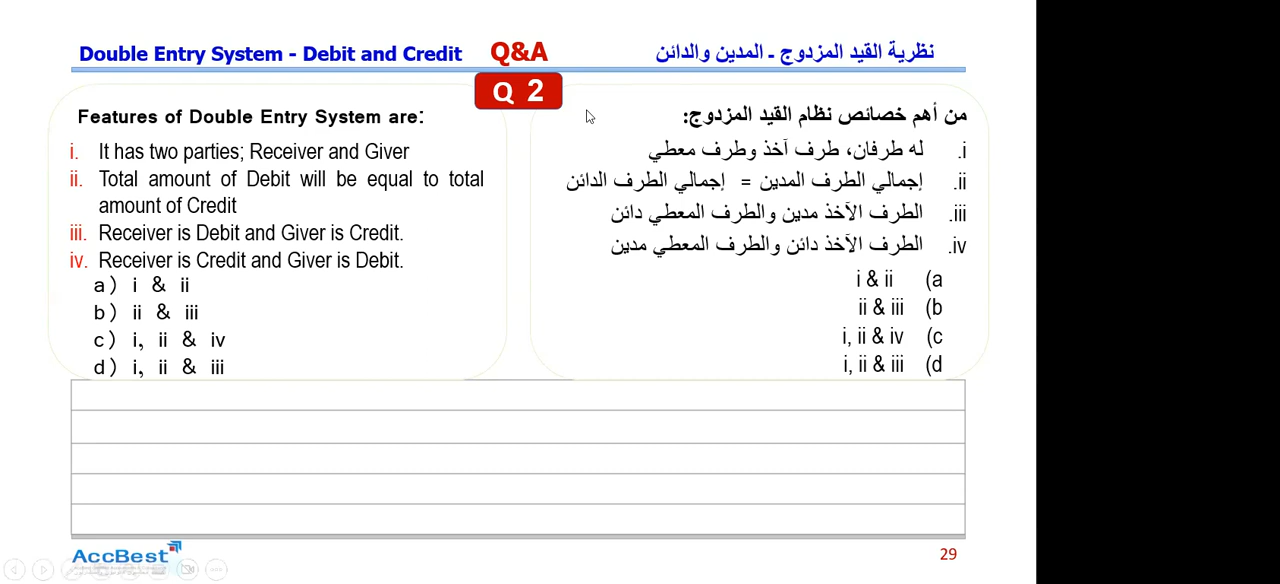 Double Entry System - Debit and Credit Q&A نظرية القيد المزدوج - المدين والدائن
Q 2
Features of Double Entry System are:
i. It has two parties; Receiver and Giver
ii. Total amount of Debit will be equal to total
amount of Credit
iii. Receiver is Debit and Giver is Credit.
iv. Receiver is Credit and Giver is Debit.
a) i & ii
b) ii & iii
c) i, ii & iv
d) i, ii & iii
من أهم خصائص نظام القيد المزدوج:
i. له طرفان، طرف آخذ وطرف معطي
ii. إجمالي الطرف المدين = إجمالي الطرف الدائن
iii. الطرف الآخذ مدين والطرف المعطي دائن
iv. الطرف الآخذ دائن والطرف المعطي مدين
a) i & ii
b) ii & iii
c) i, ii & iv
d) i, ii & iii
AccBest
29